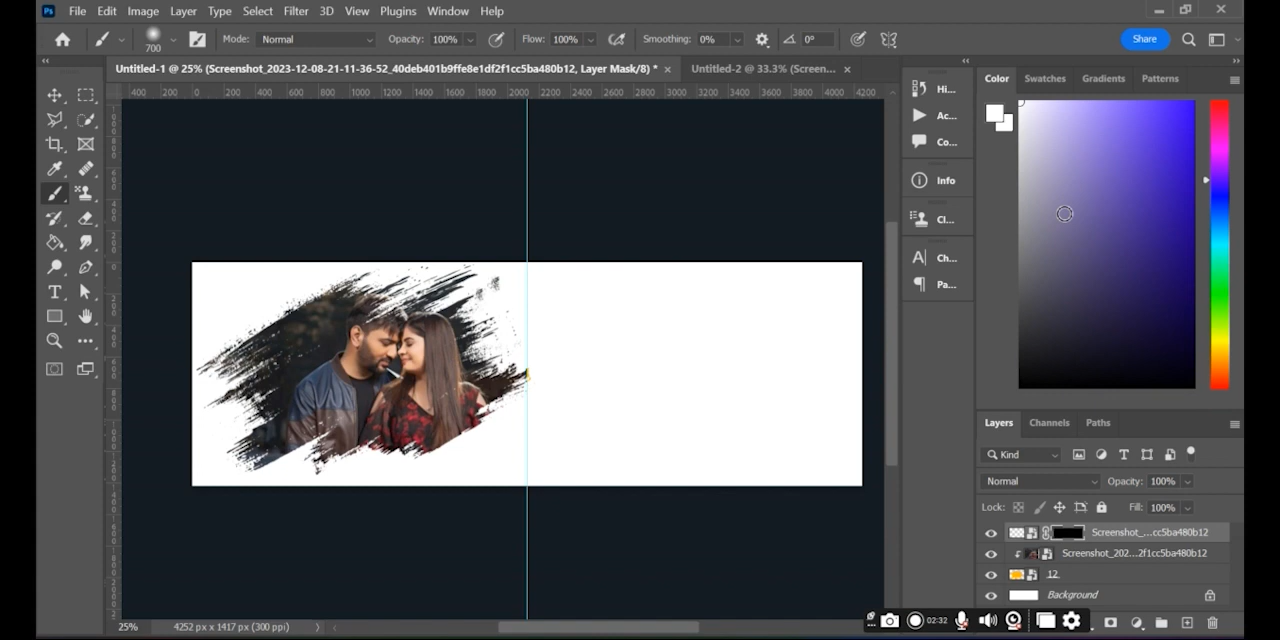 Ps File Edit Image Layer Type Select Filter 3D View Plugins Window Help
700 Mode: Normal Opacity: 100% Flow: 100% Smoothing: 0% 0° Share
Untitled-1 @ 25% (Screenshot_2023-12-08-21-11-36-52_40deb401b9ffe8e1df2f1cc5ba480b12, Layer Mask/8) * × Untitled-2 @ 33.3% (Screen... ×
400 200 0 200 400 600 800 1000 1200 1400 1600 1800 2000 2200 2400 2600 2800 3000 3200 3400 3600 3800 4000 4200
Hi...
Ac...
Co...
Info
Cl...
Ch...
Pa...
Color Swatches Gradients Patterns
Layers Channels Paths
Kind
Normal Opacity: 100%
Lock: Fill: 100%
Screenshot_...cc5ba480b12
Screenshot_202...2f1cc5ba480b12
12
Background
25% 4252 px x 1417 px (300 ppi)
02:32